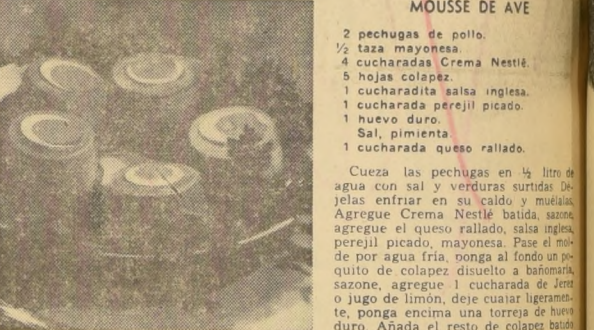 MOUSSE DE AVE
2 pechugas de pollo.
½ taza mayonesa.
4 cucharadas Crema Nestlé.
5 hojas colapez.
1 cucharadita salsa inglesa.
1 cucharada perejil picado.
1 huevo duro.
Sal, pimienta
1 cucharada queso rallado.
Cueza las pechugas en ½ litro de
agua con sal y verduras surtidas Dé-
jelas enfriar en su caldo y muélalas
Agregue Crema Nestlé batida, sazone,
agregue el queso rallado, salsa inglesa,
perejil picado, mayonesa. Pase el mol-
de por agua fría, ponga al fondo un po-
quito de colapez disuelto a bañomaría,
sazone, agregue 1 cucharada de Jerez
o jugo de limón, deje cuajar ligeramen-
te, ponga encima una torreja de huevo
duro. Añada el resto de colapez batido